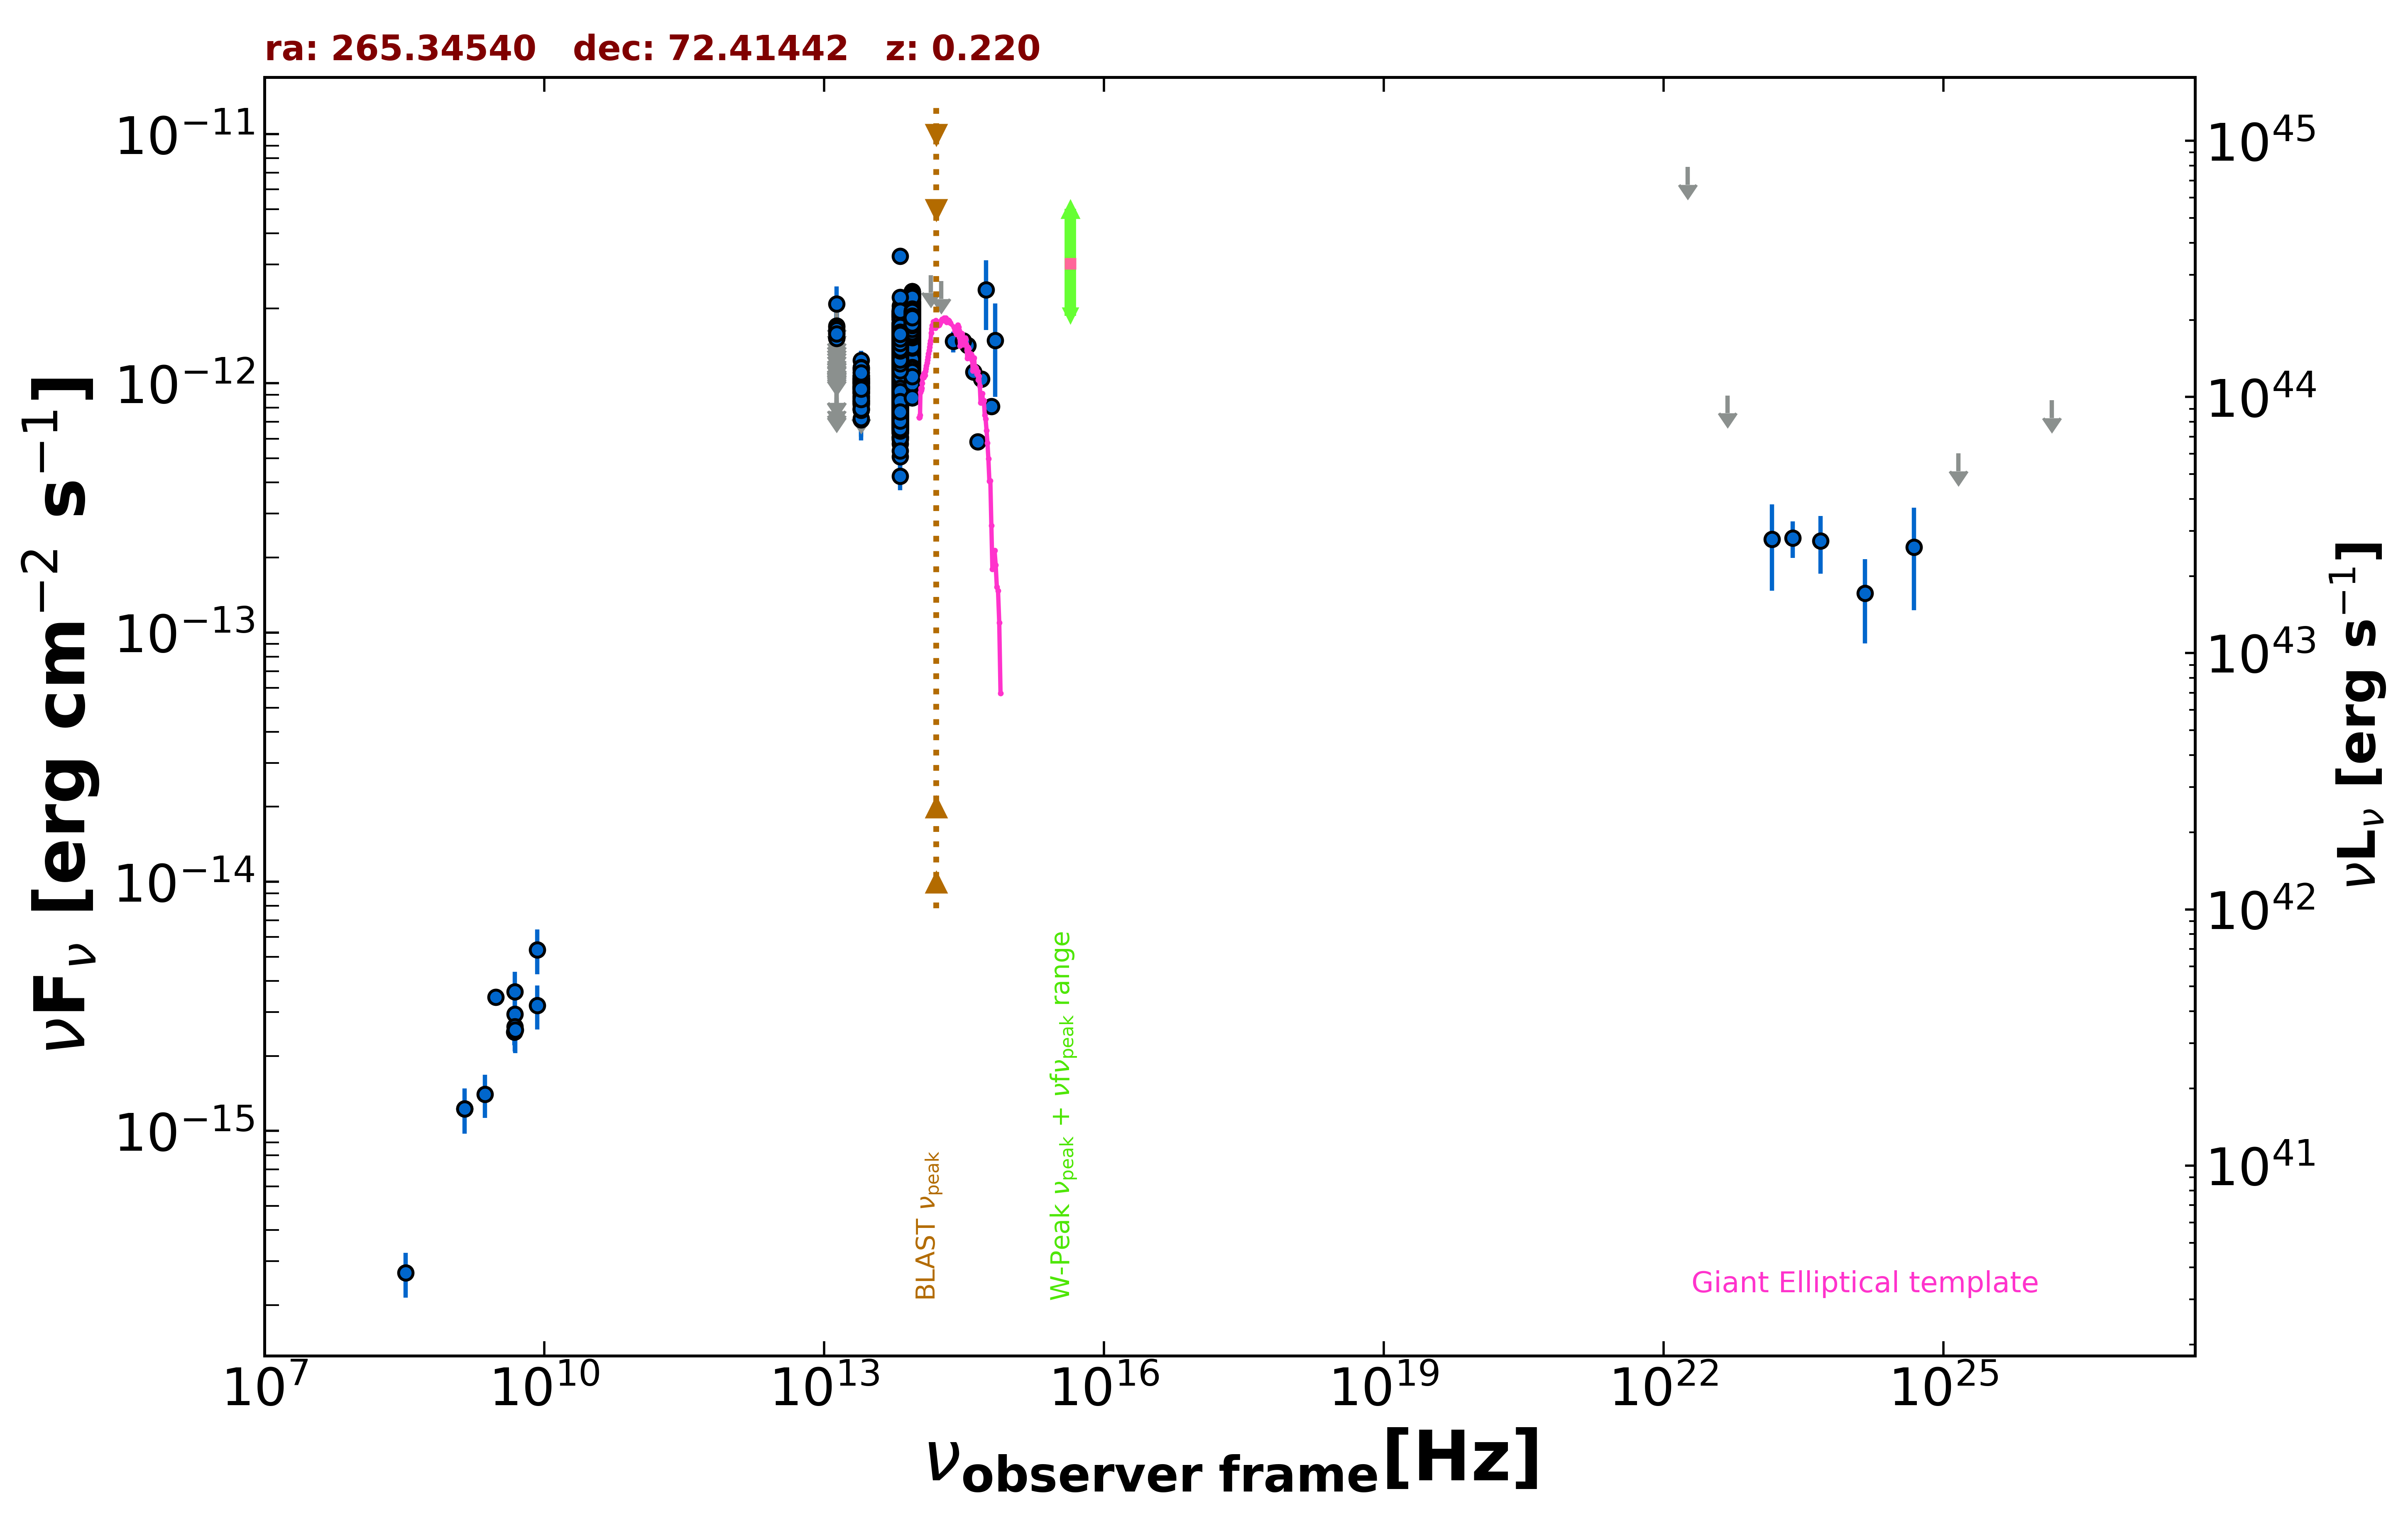 ra: 265.34540   dec: 72.41442   z: 0.220
10⁻¹¹
10⁻¹²
10⁻¹³
10⁻¹⁴
10⁻¹⁵
νFν [erg cm⁻² s⁻¹]
10⁴⁵
10⁴⁴
10⁴³
10⁴²
10⁴¹
νLν [erg s⁻¹]
BLAST νpeak
W-Peak νpeak + νfνpeak range
Giant Elliptical template
10⁷ 10¹⁰ 10¹³ 10¹⁶ 10¹⁹ 10²² 10²⁵
νobserver frame[Hz]